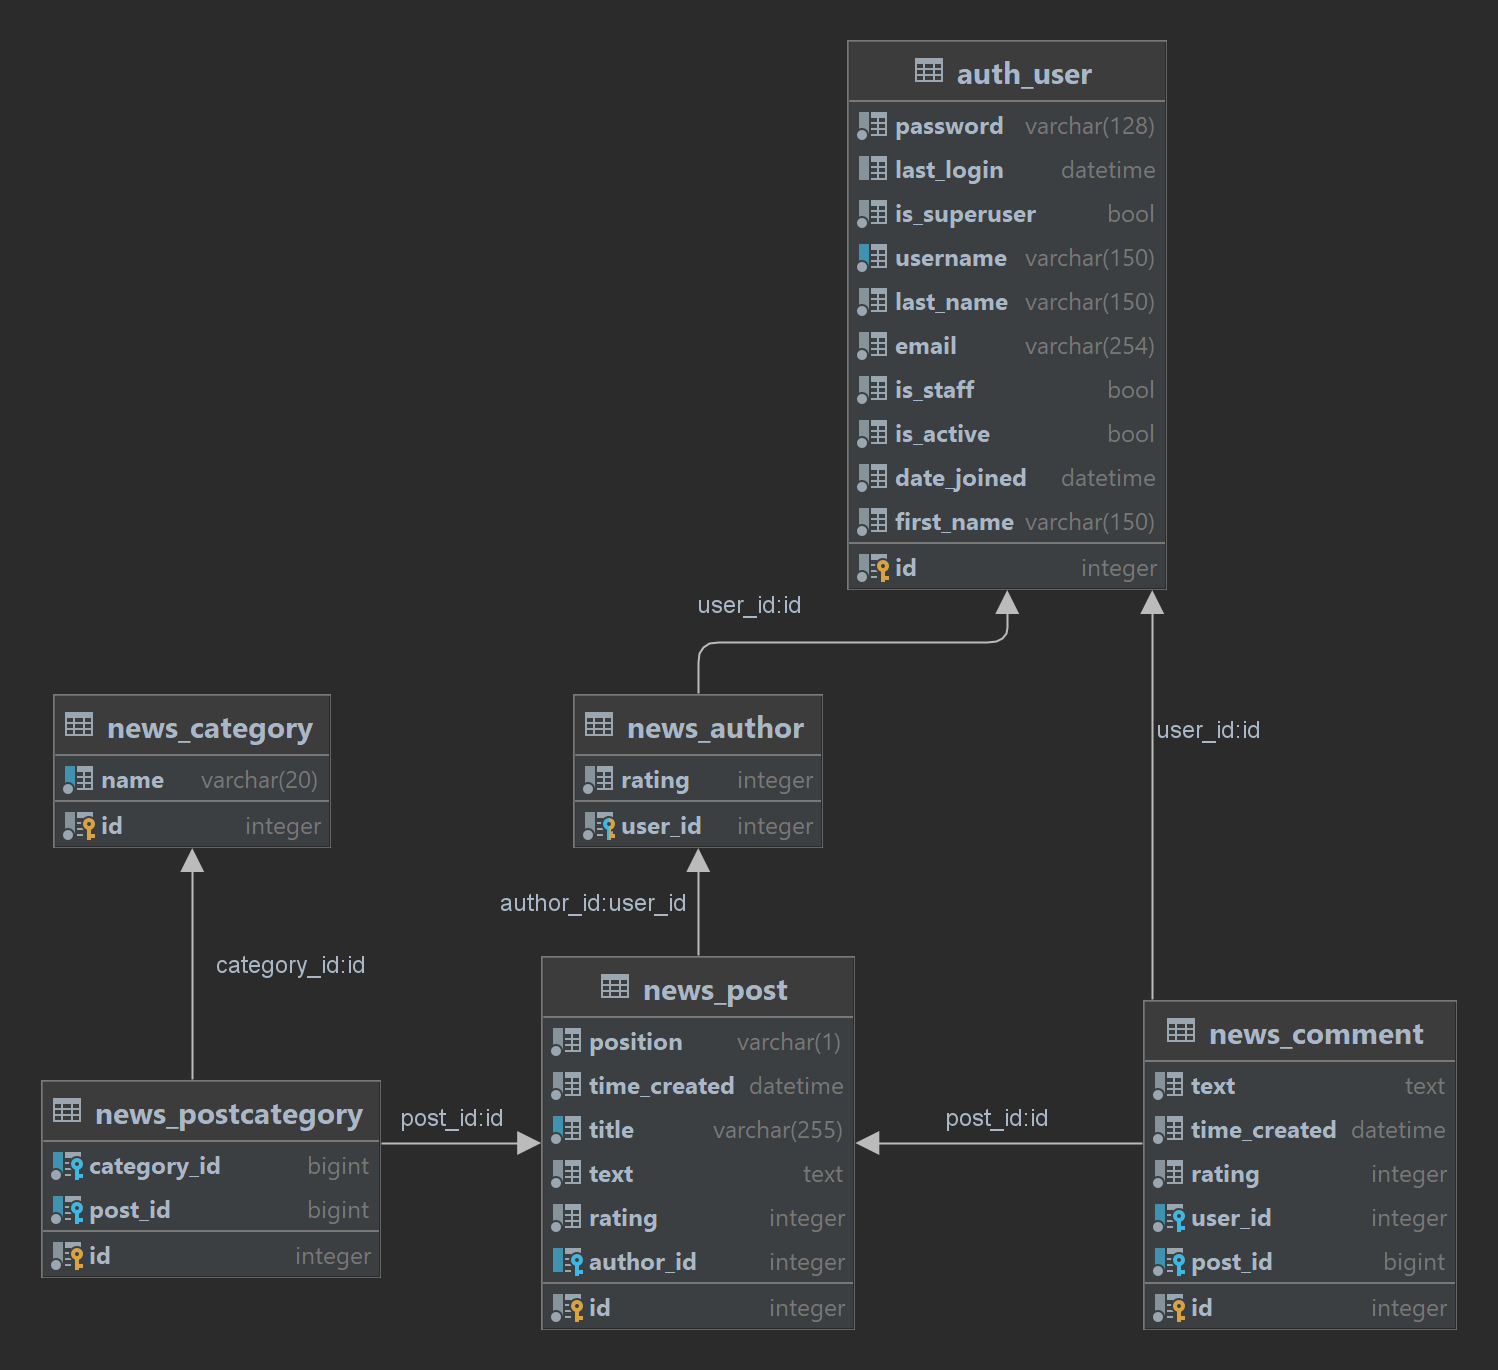 auth_user
password varchar(128)
last_login datetime
is_superuser bool
username varchar(150)
last_name varchar(150)
email varchar(254)
is_staff bool
is_active bool
date_joined datetime
first_name varchar(150)
id integer
user_id:id
user_id:id
news_category
name varchar(20)
id integer
news_author
rating integer
user_id integer
author_id:user_id
category_id:id
news_postcategory
category_id bigint
post_id bigint
id integer
post_id:id
news_post
position varchar(1)
time_created datetime
title varchar(255)
text text
rating integer
author_id integer
id integer
post_id:id
news_comment
text text
time_created datetime
rating integer
user_id integer
post_id bigint
id integer